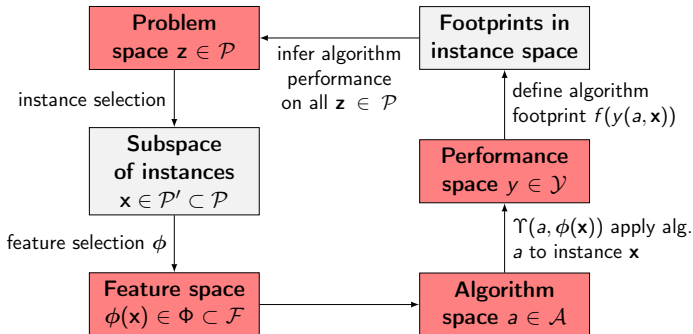 Problem
space z ∈ 𝒫
Footprints in
instance space
infer algorithm
performance
on all z ∈ 𝒫
instance selection
define algorithm
footprint f(y(a, x))
Subspace
of instances
x ∈ 𝒫′ ⊂ 𝒫
Performance
space y ∈ 𝒴
feature selection ϕ
ϒ(a, ϕ(x)) apply alg.
a to instance x
Feature space
ϕ(x) ∈ Φ ⊂ ℱ
Algorithm
space a ∈ 𝒜